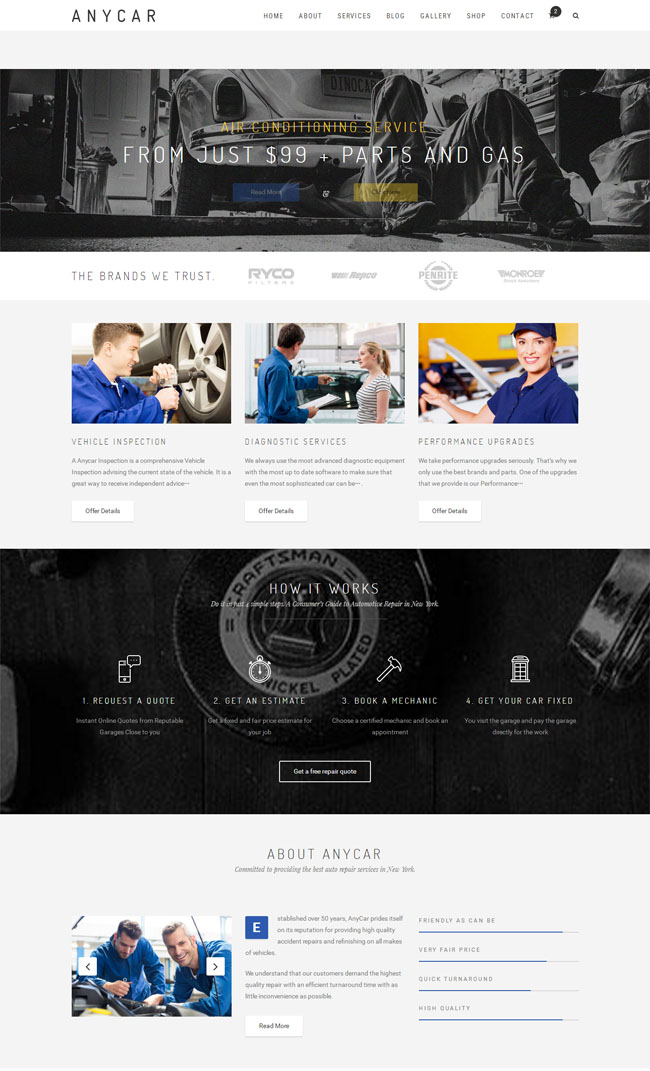 ANYCAR
HOME ABOUT SERVICES BLOG GALLERY SHOP CONTACT 2
DINOCAR
AIR CONDITIONING SERVICE
FROM JUST $99 + PARTS AND GAS
Read More &
THE BRANDS WE TRUST.
RYCO
FILTERS
Repco
PENRITE
MONROE
Shock Absorbers
VEHICLE INSPECTION
A Anycar Inspection is a comprehensive Vehicle
Inspection advising the current state of the vehicle. It is a
great way to receive independent advice
Offer Details
DIAGNOSTIC SERVICES
We always use the most advanced diagnostic equipment
with the most up to date software to make sure that
even the most sophisticated car can be
Offer Details
PERFORMANCE UPGRADES
We take performance upgrades seriously. That's why we
only use the best brands and parts. One of the upgrades
that we provide is our Performance
Offer Details
CRAFTSMAN
NICKEL PLATED
HOW IT WORKS
Do it in just 4 simple steps. A Consumer's Guide to Automotive Repair in New York.
1. REQUEST A QUOTE
Instant Online Quotes from Reputable
Garages Close to you
2. GET AN ESTIMATE
Get a fixed and fair price estimate for
your job
3. BOOK A MECHANIC
Choose a certified mechanic and book an
appointment
4. GET YOUR CAR FIXED
You visit the garage and pay the garage
directly for the work
Get a free repair quote
ABOUT ANYCAR
Committed to providing the best auto repair services in New York.
E stablished over 50 years, AnyCar prides itself
on its reputation for providing high quality
accident repairs and refinishing on all makes
of vehicles.
We understand that our customers demand the highest
quality repair with an efficient turnaround time with as
little inconvenience as possible.
Read More
FRIENDLY AS CAN BE
VERY FAIR PRICE
QUICK TURNAROUND
HIGH QUALITY